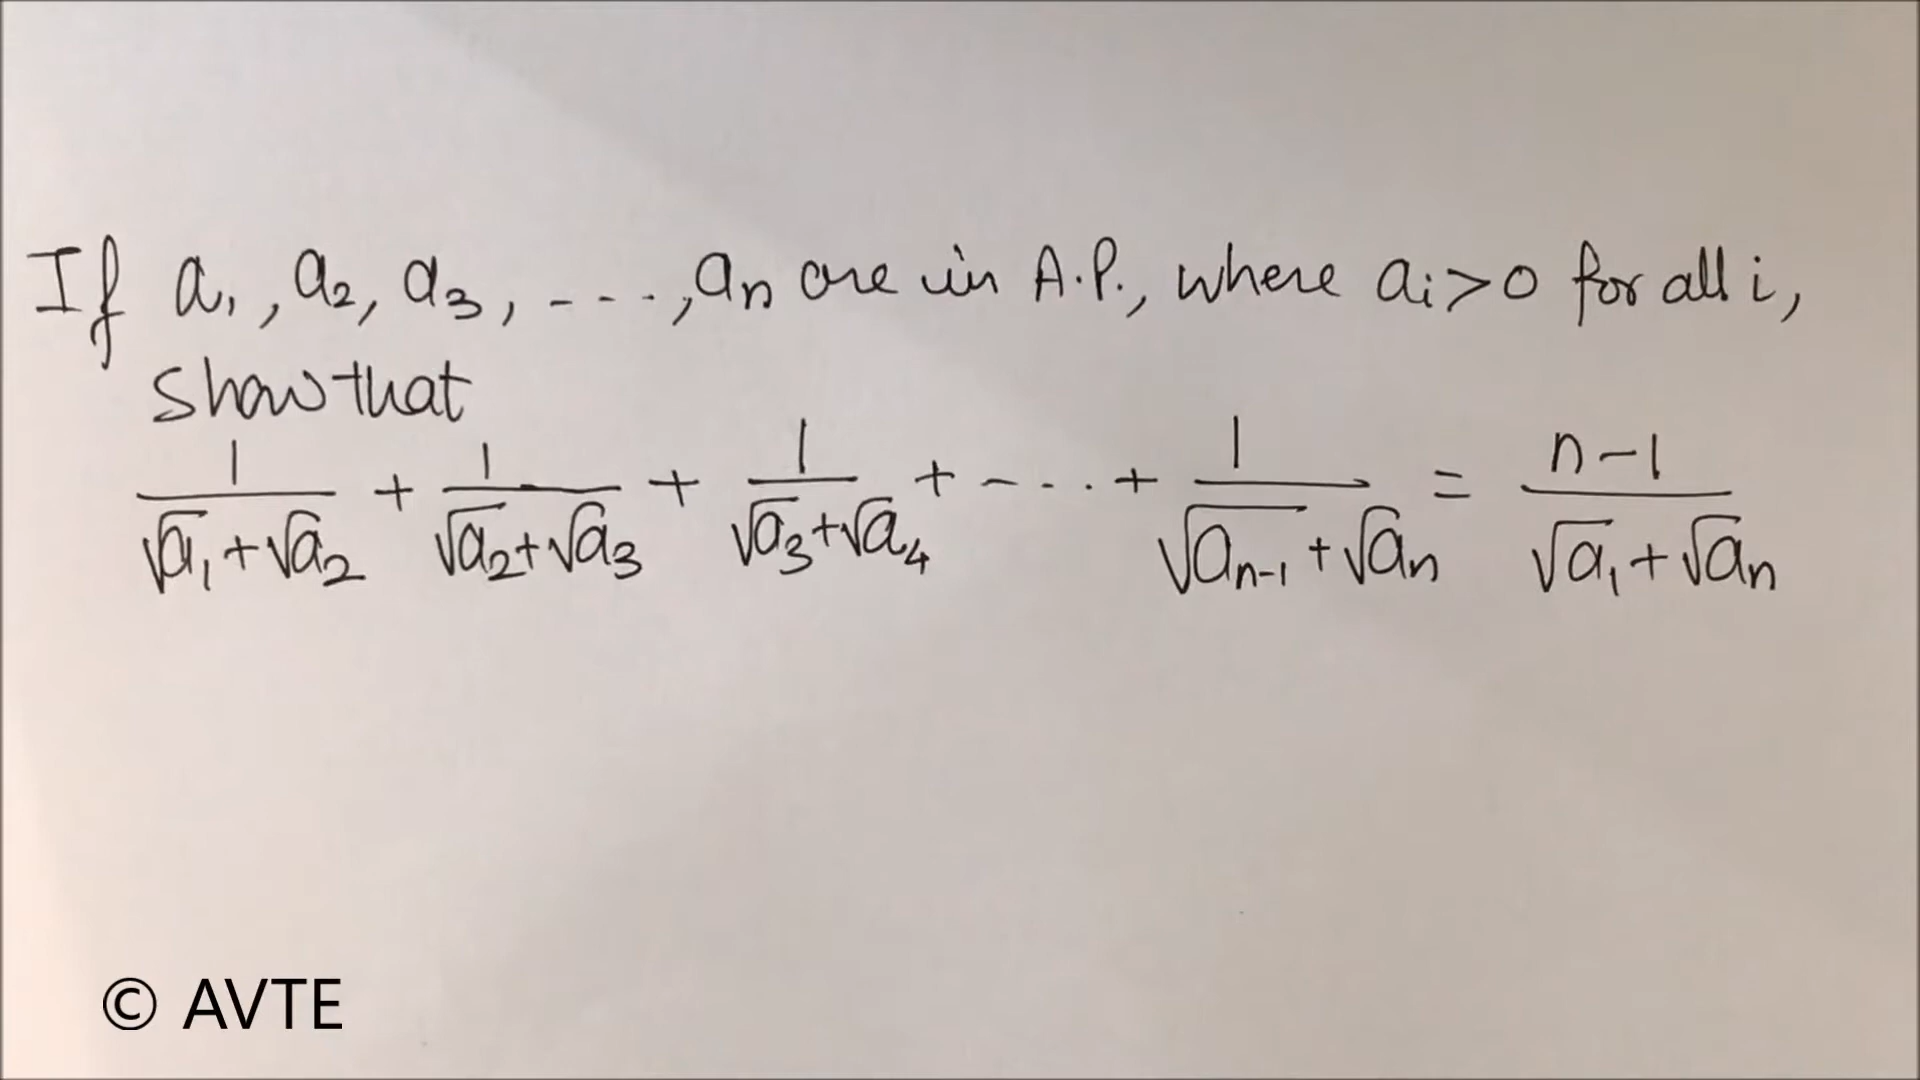 If a₁, a₂, a₃, ----, aₙ are in A.P., where aᵢ>0 for all i,
show that
1/(√a₁+√a₂) + 1/(√a₂+√a₃) + 1/(√a₃+√a₄) + - - . . . + 1/(√aₙ₋₁+√aₙ) = (n-1)/(√a₁+√aₙ)
© AVTE